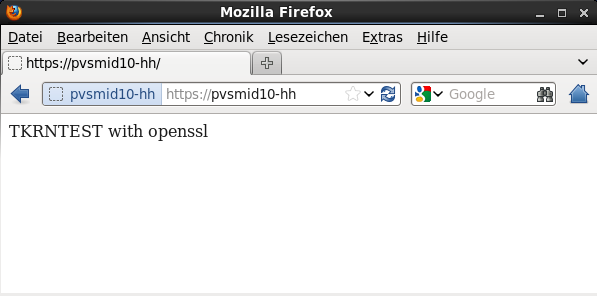 Mozilla Firefox
Datei Bearbeiten Ansicht Chronik Lesezeichen Extras Hilfe
https://pvsmid10-hh/
pvsmid10-hh https://pvsmid10-hh Google
TKRNTEST with openssl